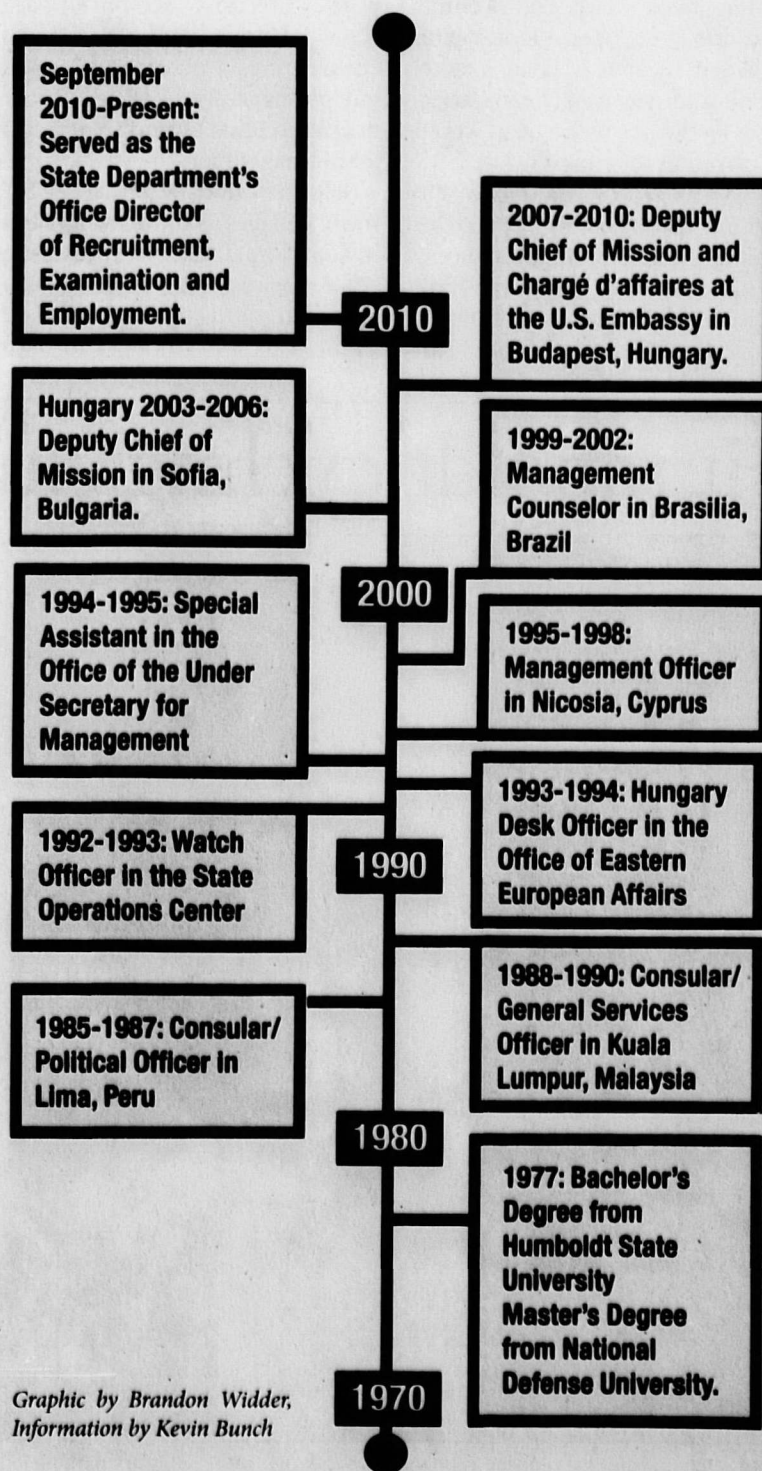 September
2010-Present:
Served as the
State Department's
Office Director
of Recruitment,
Examination and
Employment.
2010
2007-2010: Deputy
Chief of Mission and
Chargé d'affaires at
the U.S. Embassy in
Budapest, Hungary.
Hungary 2003-2006:
Deputy Chief of
Mission in Sofia,
Bulgaria.
1999-2002:
Management
Counselor in Brasilia,
Brazil
2000
1994-1995: Special
Assistant in the
Office of the Under
Secretary for
Management
1995-1998:
Management Officer
in Nicosia, Cyprus
1993-1994: Hungary
Desk Officer in the
Office of Eastern
European Affairs
1992-1993: Watch
Officer in the State
Operations Center
1990
1988-1990: Consular/
General Services
Officer in Kuala
Lumpur, Malaysia
1985-1987: Consular/
Political Officer in
Lima, Peru
1980
1977: Bachelor's
Degree from
Humboldt State
University
Master's Degree
from National
Defense University.
1970
Graphic by Brandon Widder,
Information by Kevin Bunch